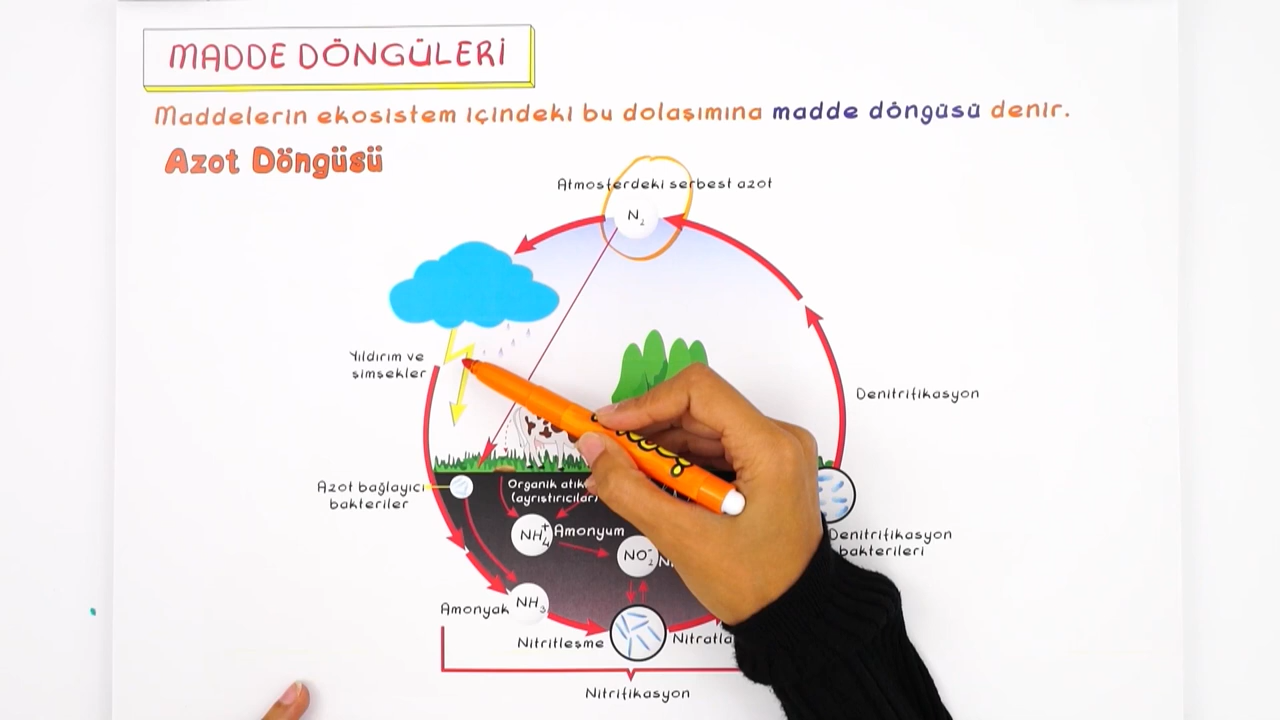 MADDE DÖNGÜLERİ
Maddelerin ekosistem içindeki bu dolaşımına madde döngüsü denir.
Azot Döngüsü
Atmosferdeki serbest azot
N₂
Yıldırım ve
şimşekler
Denitrifikasyon
Azot bağlayıcı
bakteriler
Organik
(ayrıştırıcılar)
NH₄⁺ Amonyum
NO₂⁻
Denitrifikasyon
bakterileri
Amonyak NH₃
Nitritleşme
Nitrifikasyon